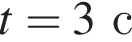 t = 3 с